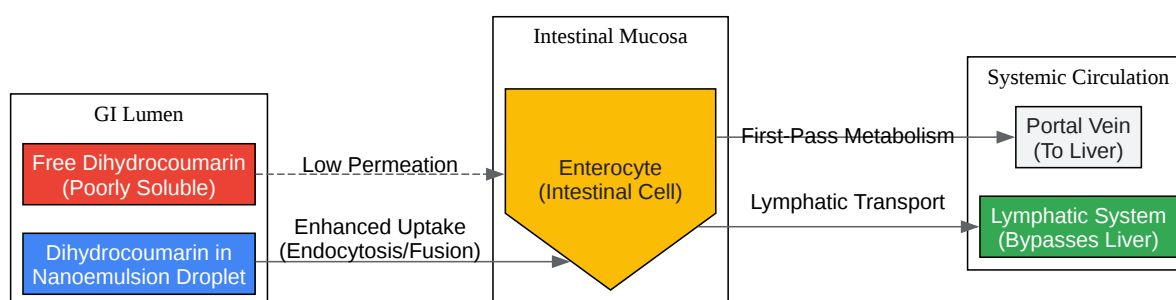 GI Lumen
Free Dihydrocoumarin
(Poorly Soluble)
Dihydrocoumarin in
Nanoemulsion Droplet
Low Permeation
Enhanced Uptake
(Endocytosis/Fusion)
Intestinal Mucosa
Enterocyte
(Intestinal Cell)
First-Pass Metabolism
Lymphatic Transport
Systemic Circulation
Portal Vein
(To Liver)
Lymphatic System
(Bypasses Liver)